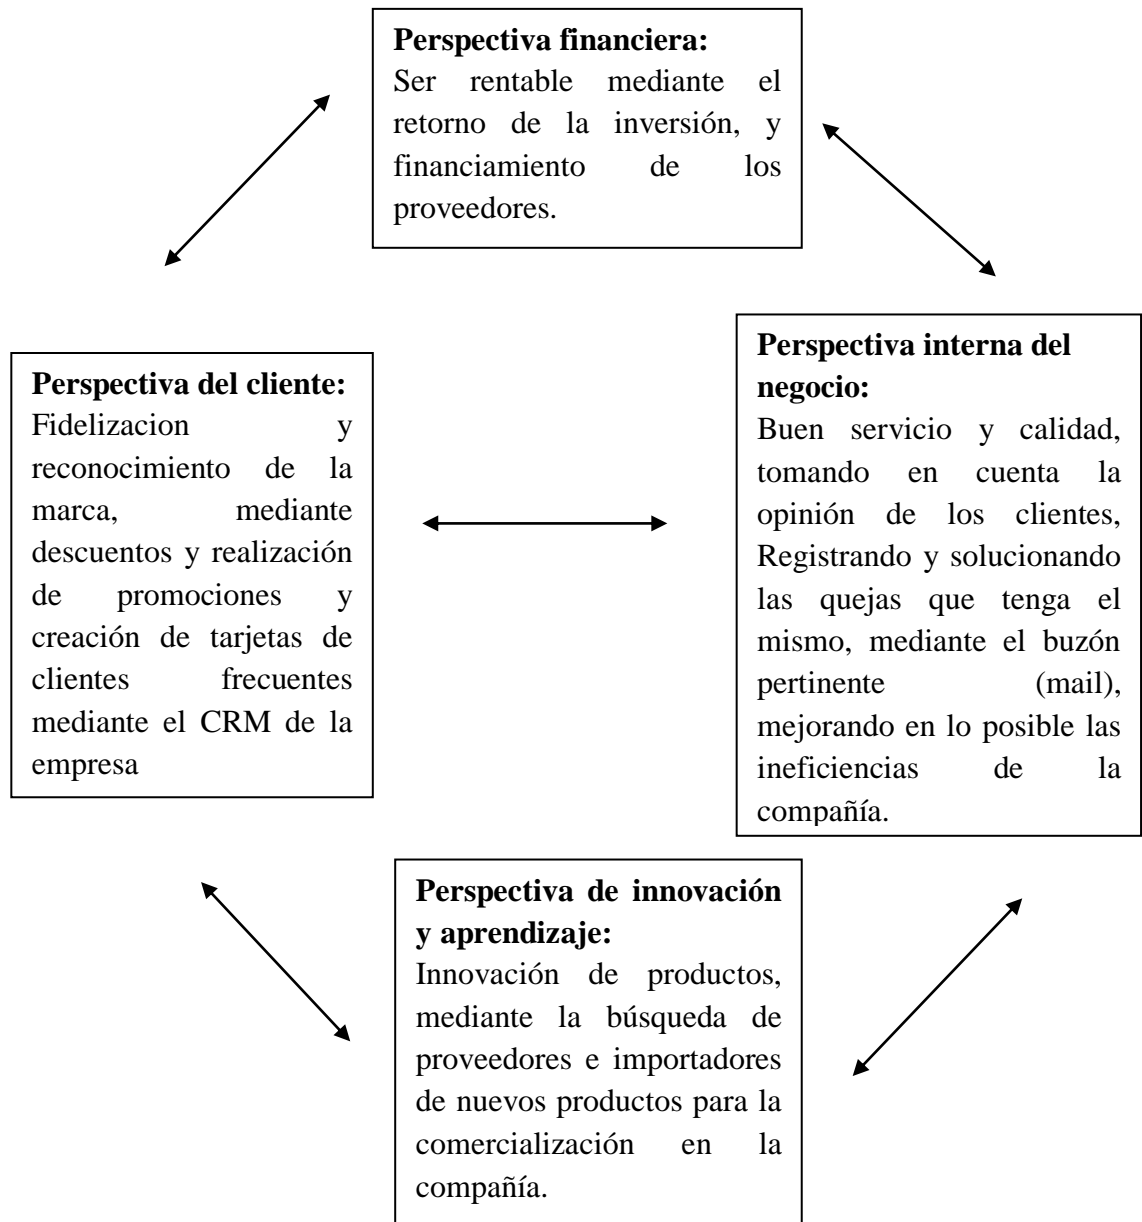 Perspectiva financiera:
Ser rentable mediante el
retorno de la inversión, y
financiamiento de los
proveedores.
Perspectiva del cliente:
Fidelizacion y
reconocimiento de la
marca, mediante
descuentos y realización
de promociones y
creación de tarjetas de
clientes frecuentes
mediante el CRM de la
empresa
Perspectiva interna del
negocio:
Buen servicio y calidad,
tomando en cuenta la
opinión de los clientes,
Registrando y solucionando
las quejas que tenga el
mismo, mediante el buzón
pertinente (mail),
mejorando en lo posible las
ineficiencias de la
compañía.
Perspectiva de innovación
y aprendizaje:
Innovación de productos,
mediante la búsqueda de
proveedores e importadores
de nuevos productos para la
comercialización en la
compañía.